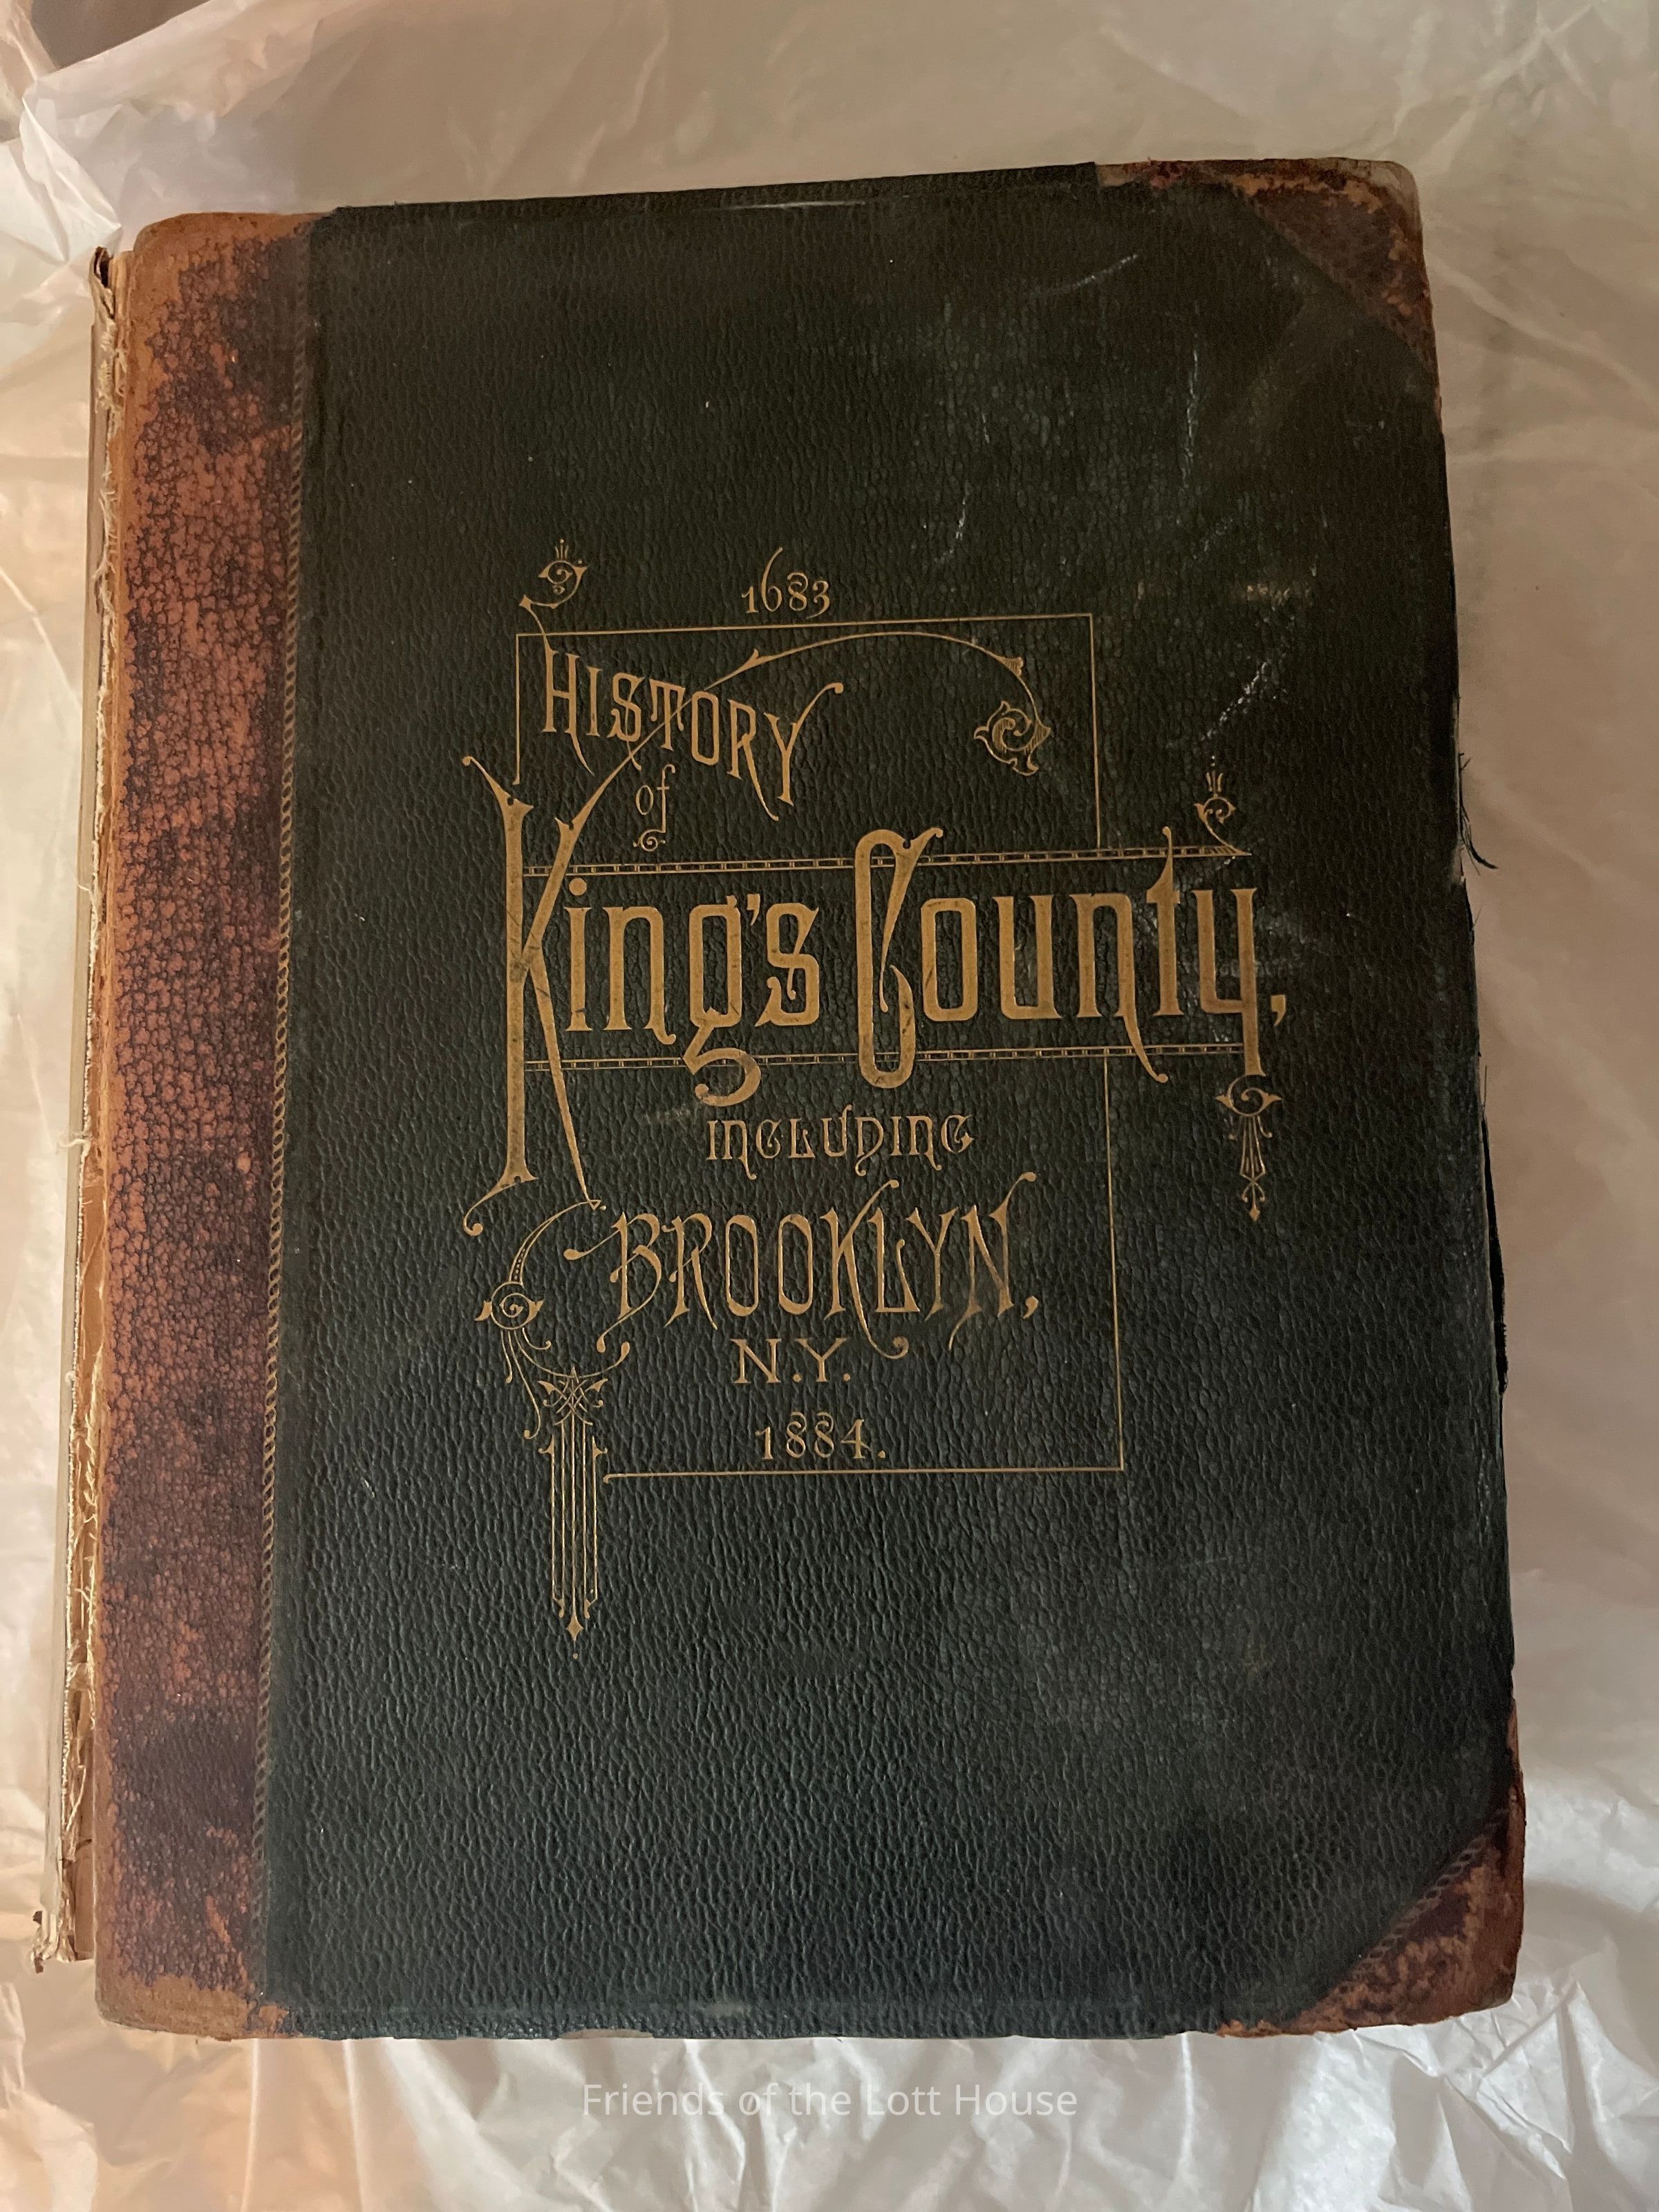 1683
HISTORY
of
King's County,
INCLUDING
BROOKLYN,
N.Y.
1884.
Friends of the Lott House